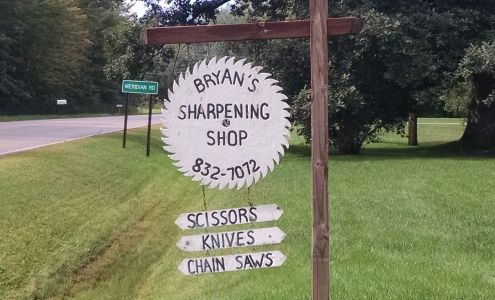 MERIDIAN RD
BRYAN'S
SHARPENING
SHOP
832-7072
SCISSORS
KNIVES
CHAIN SAWS